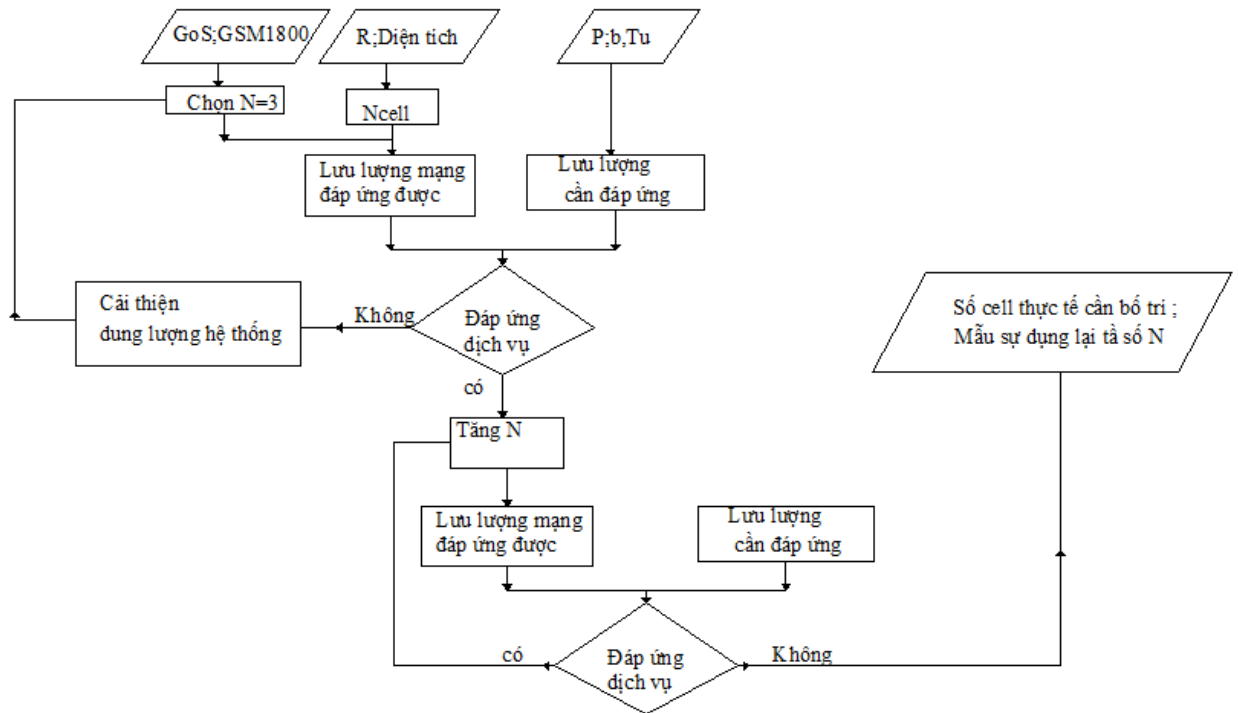 GoS;GSM1800
R;Diện tích
P;b,Tu
Chọn N=3
Ncell
Lưu lượng mạng
đáp ứng được
Lưu lượng
cần đáp ứng
Cải thiện
dung lượng hệ thống
Không
Đáp ứng
dịch vụ
có
Số cell thực tế cần bố trí ;
Mẫu sự dụng lại tầ số N
Tăng N
Lưu lượng mạng
đáp ứng được
Lưu lượng
cần đáp ứng
có
Đáp ứng
dịch vụ
Không